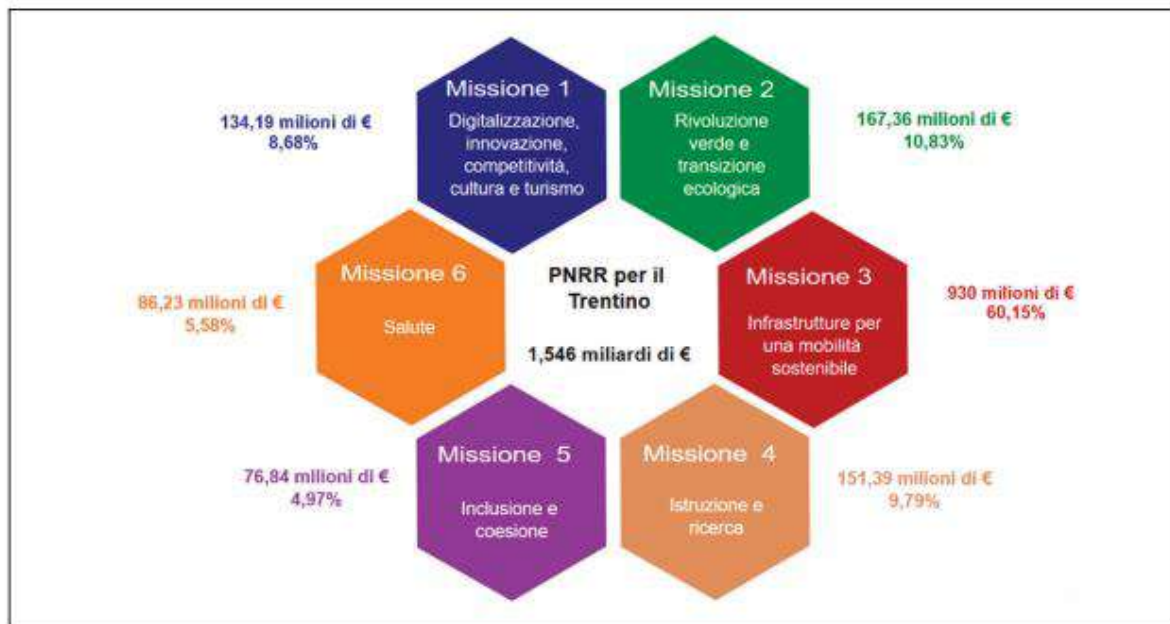 Missione 1
Digitalizzazione,
innovazione,
competitività,
cultura e turismo
134,19 milioni di €
8,68%
Missione 2
Rivoluzione
verde e
transizione
ecologica
167,36 milioni di €
10,83%
Missione 6
Salute
86,23 milioni di €
5,58%
PNRR per il
Trentino
1,546 miliardi di €
Missione 3
Infrastrutture per
una mobilità
sostenibile
930 milioni di €
60,15%
Missione 5
Inclusione e
coesione
76,84 milioni di €
4,97%
Missione 4
Istruzione e
ricerca
151,39 milioni di €
9,79%